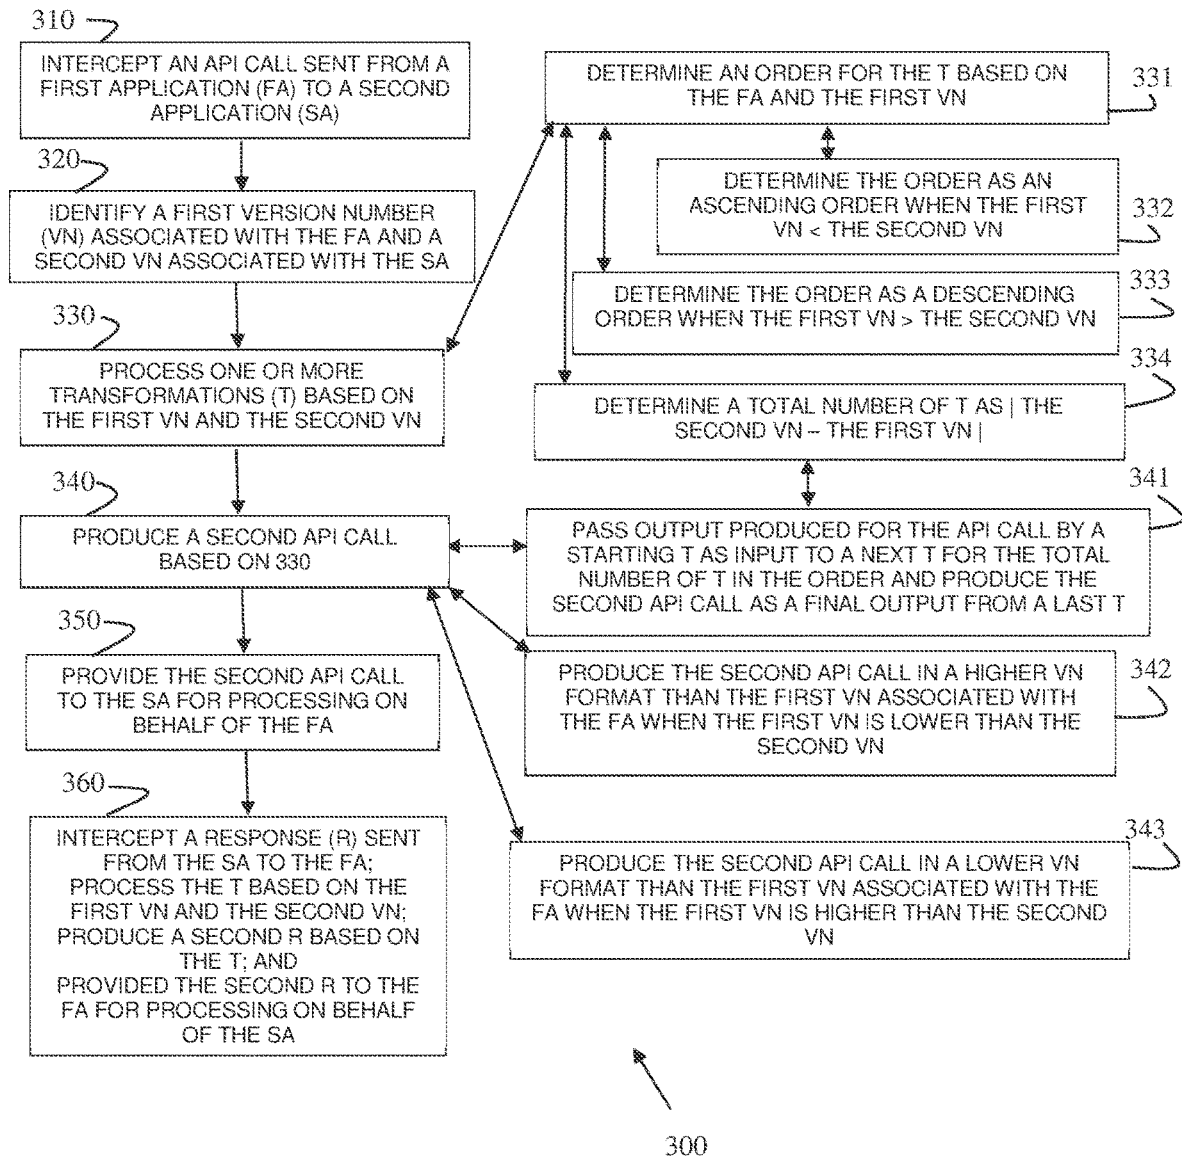 310
INTERCEPT AN API CALL SENT FROM A
FIRST APPLICATION (FA) TO A SECOND
APPLICATION (SA)
320
IDENTIFY A FIRST VERSION NUMBER
(VN) ASSOCIATED WITH THE FA AND A
SECOND VN ASSOCIATED WITH THE SA
330
PROCESS ONE OR MORE
TRANSFORMATIONS (T) BASED ON
THE FIRST VN AND THE SECOND VN
340
PRODUCE A SECOND API CALL
BASED ON 330
350
PROVIDE THE SECOND API CALL
TO THE SA FOR PROCESSING ON
BEHALF OF THE FA
360
INTERCEPT A RESPONSE (R) SENT
FROM THE SA TO THE FA;
PROCESS THE T BASED ON THE
FIRST VN AND THE SECOND VN;
PRODUCE A SECOND R BASED ON
THE T; AND
PROVIDED THE SECOND R TO THE
FA FOR PROCESSING ON BEHALF
OF THE SA
DETERMINE AN ORDER FOR THE T BASED ON
THE FA AND THE FIRST VN
331
DETERMINE THE ORDER AS AN
ASCENDING ORDER WHEN THE FIRST
VN < THE SECOND VN
332
DETERMINE THE ORDER AS A DESCENDING
ORDER WHEN THE FIRST VN > THE SECOND VN
333
DETERMINE A TOTAL NUMBER OF T AS | THE
SECOND VN – THE FIRST VN |
334
PASS OUTPUT PRODUCED FOR THE API CALL BY A
STARTING T AS INPUT TO A NEXT T FOR THE TOTAL
NUMBER OF T IN THE ORDER AND PRODUCE THE
SECOND API CALL AS A FINAL OUTPUT FROM A LAST T
341
PRODUCE THE SECOND API CALL IN A HIGHER VN
FORMAT THAN THE FIRST VN ASSOCIATED WITH
THE FA WHEN THE FIRST VN IS LOWER THAN THE
SECOND VN
342
PRODUCE THE SECOND API CALL IN A LOWER VN
FORMAT THAN THE FIRST VN ASSOCIATED WITH THE
FA WHEN THE FIRST VN IS HIGHER THAN THE SECOND
VN
343
300